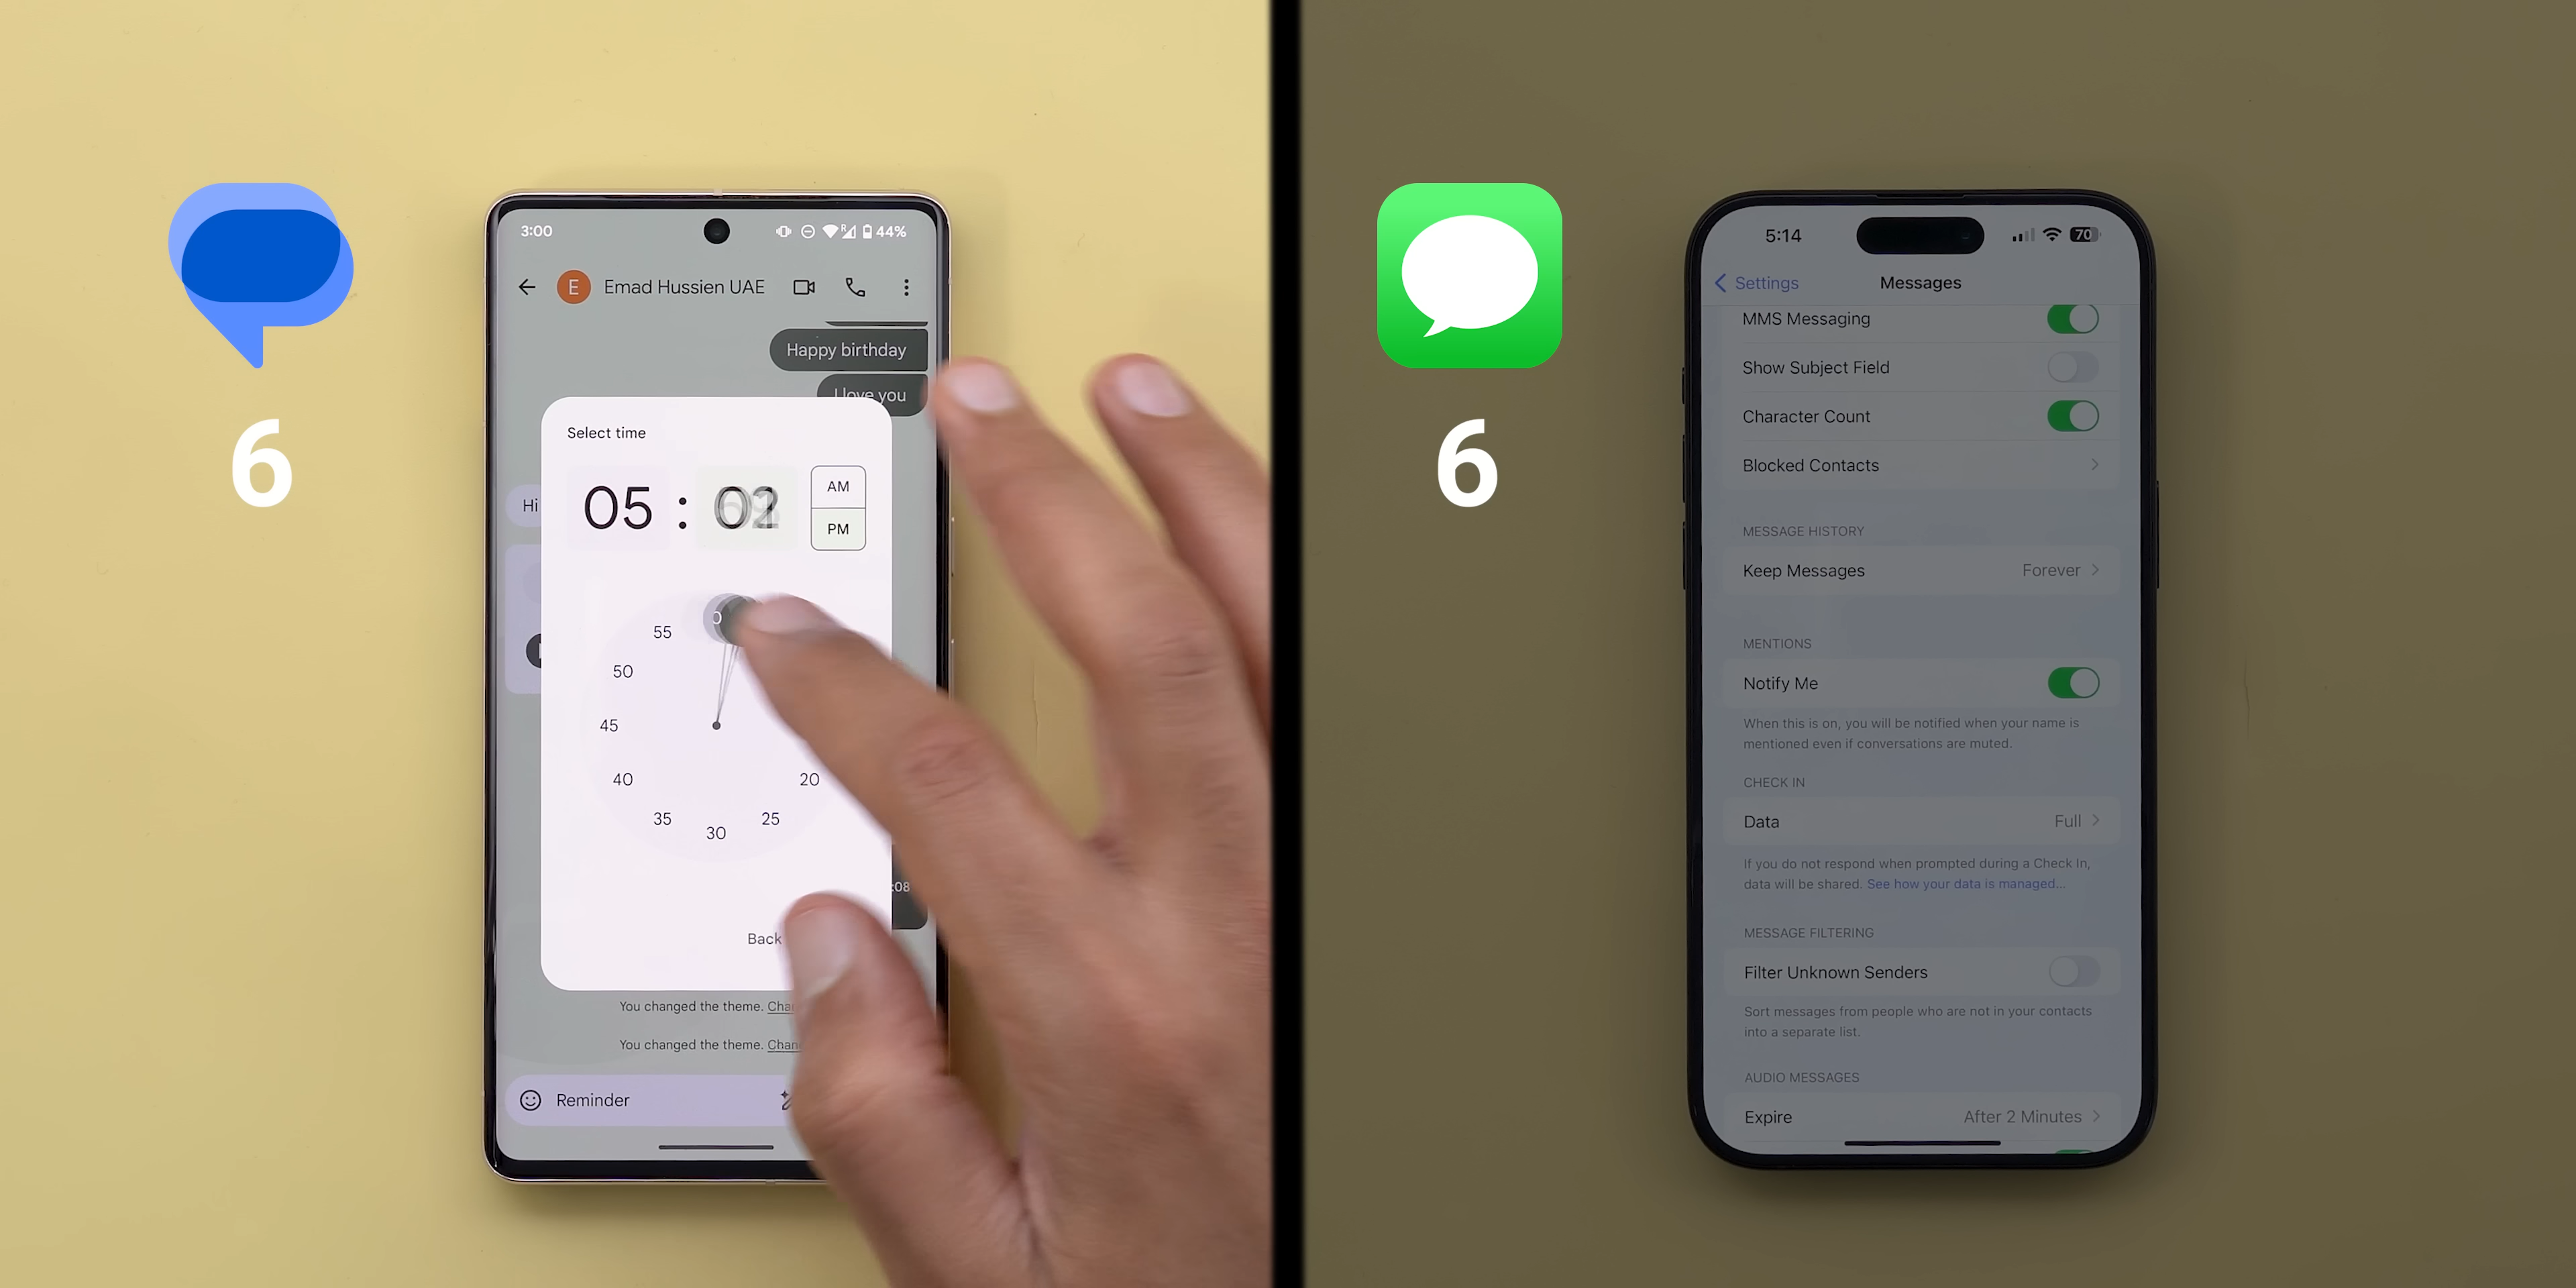 6
3:00
44%
E
Emad Hussien UAE
Happy birthday
I love you
Select time
05 :
AM
PM
Hi
0
55
50
45
40
35
30
25
20
:08
Back
You changed the theme.
You changed the theme.
Reminder
6
5:14
70
Settings
Messages
MMS Messaging
Show Subject Field
Character Count
Blocked Contacts
MESSAGE HISTORY
Keep Messages Forever
MENTIONS
Notify Me
When this is on, you will be notified when your name is
mentioned even if conversations are muted.
CHECK IN
Data Full
If you do not respond when prompted during a Check In,
data will be shared. See how your data is managed...
MESSAGE FILTERING
Filter Unknown Senders
Sort messages from people who are not in your contacts
into a separate list.
AUDIO MESSAGES
Expire After 2 Minutes